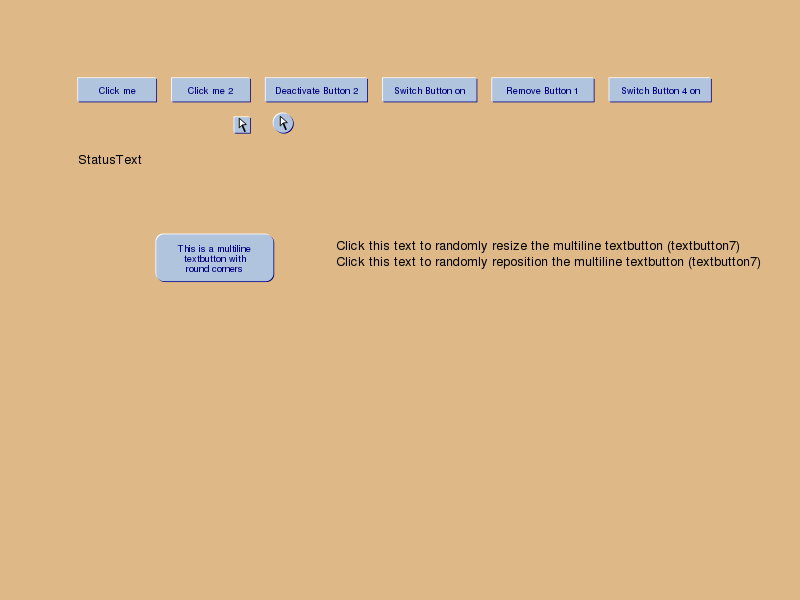 Click me
Click me 2
Deactivate Button 2
Switch Button on
Remove Button 1
Switch Button 4 on
StatusText
This is a multiline
textbutton with
round corners
Click this text to randomly resize the multiline textbutton (textbutton7)
Click this text to randomly reposition the multiline textbutton (textbutton7)